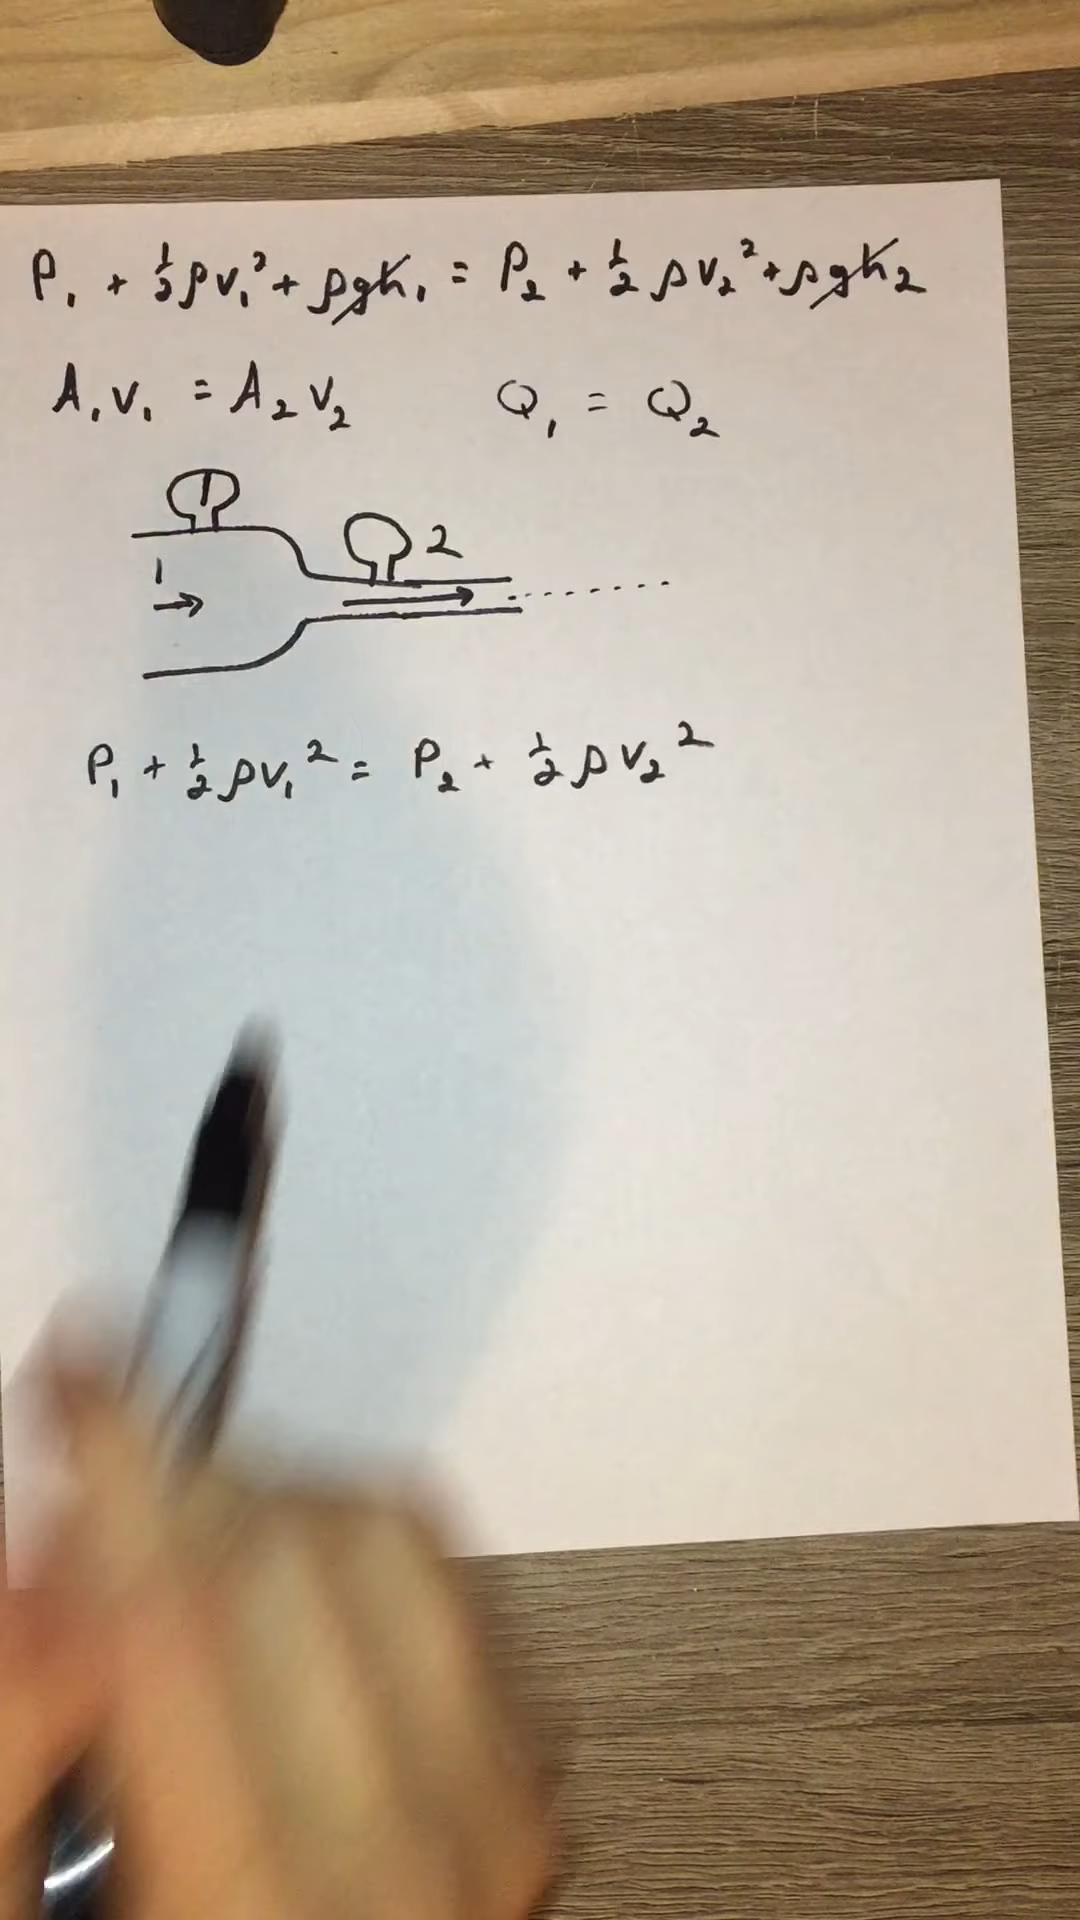 P₁ + ½ρv₁² + ρgh₁ = P₂ + ½ρv₂² + ρgh₂
A₁v₁ = A₂v₂ Q₁ = Q₂
2
1
P₁ + ½ρv₁² = P₂ + ½ρv₂²